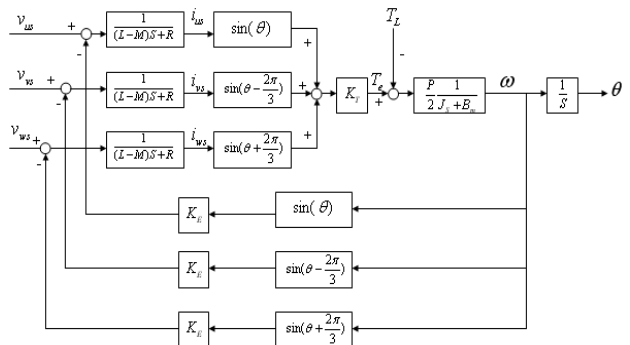 v_us + - 1/((L-M)S+R) i_us sin(θ) + T_L -
v_vs + - 1/((L-M)S+R) i_vs sin(θ-2π/3) + K_T T_e + P/2 1/(J_S+B_m) ω 1/S θ
v_ws + - 1/((L-M)S+R) i_ws sin(θ+2π/3) +
K_E sin(θ)
K_E sin(θ-2π/3)
K_E sin(θ+2π/3)